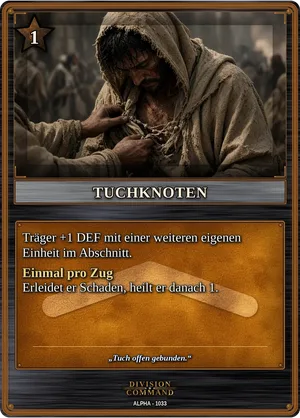 1
TUCHKNOTEN
Träger +1 DEF mit einer weiteren eigenen
Einheit im Abschnitt.
Einmal pro Zug
Erleidet er Schaden, heilt er danach 1.
„Tuch offen gebunden.“
DIVISION
COMMAND
ALPHA - 1033